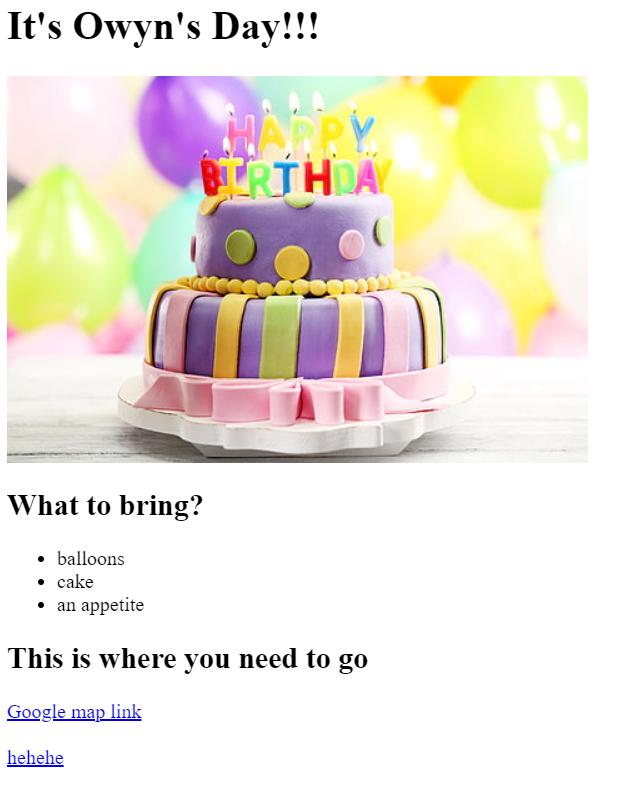 It's Owyn's Day!!!
HAPPY
BIRTHDAY
What to bring?
balloons
cake
an appetite
This is where you need to go
Google map link
hehehe